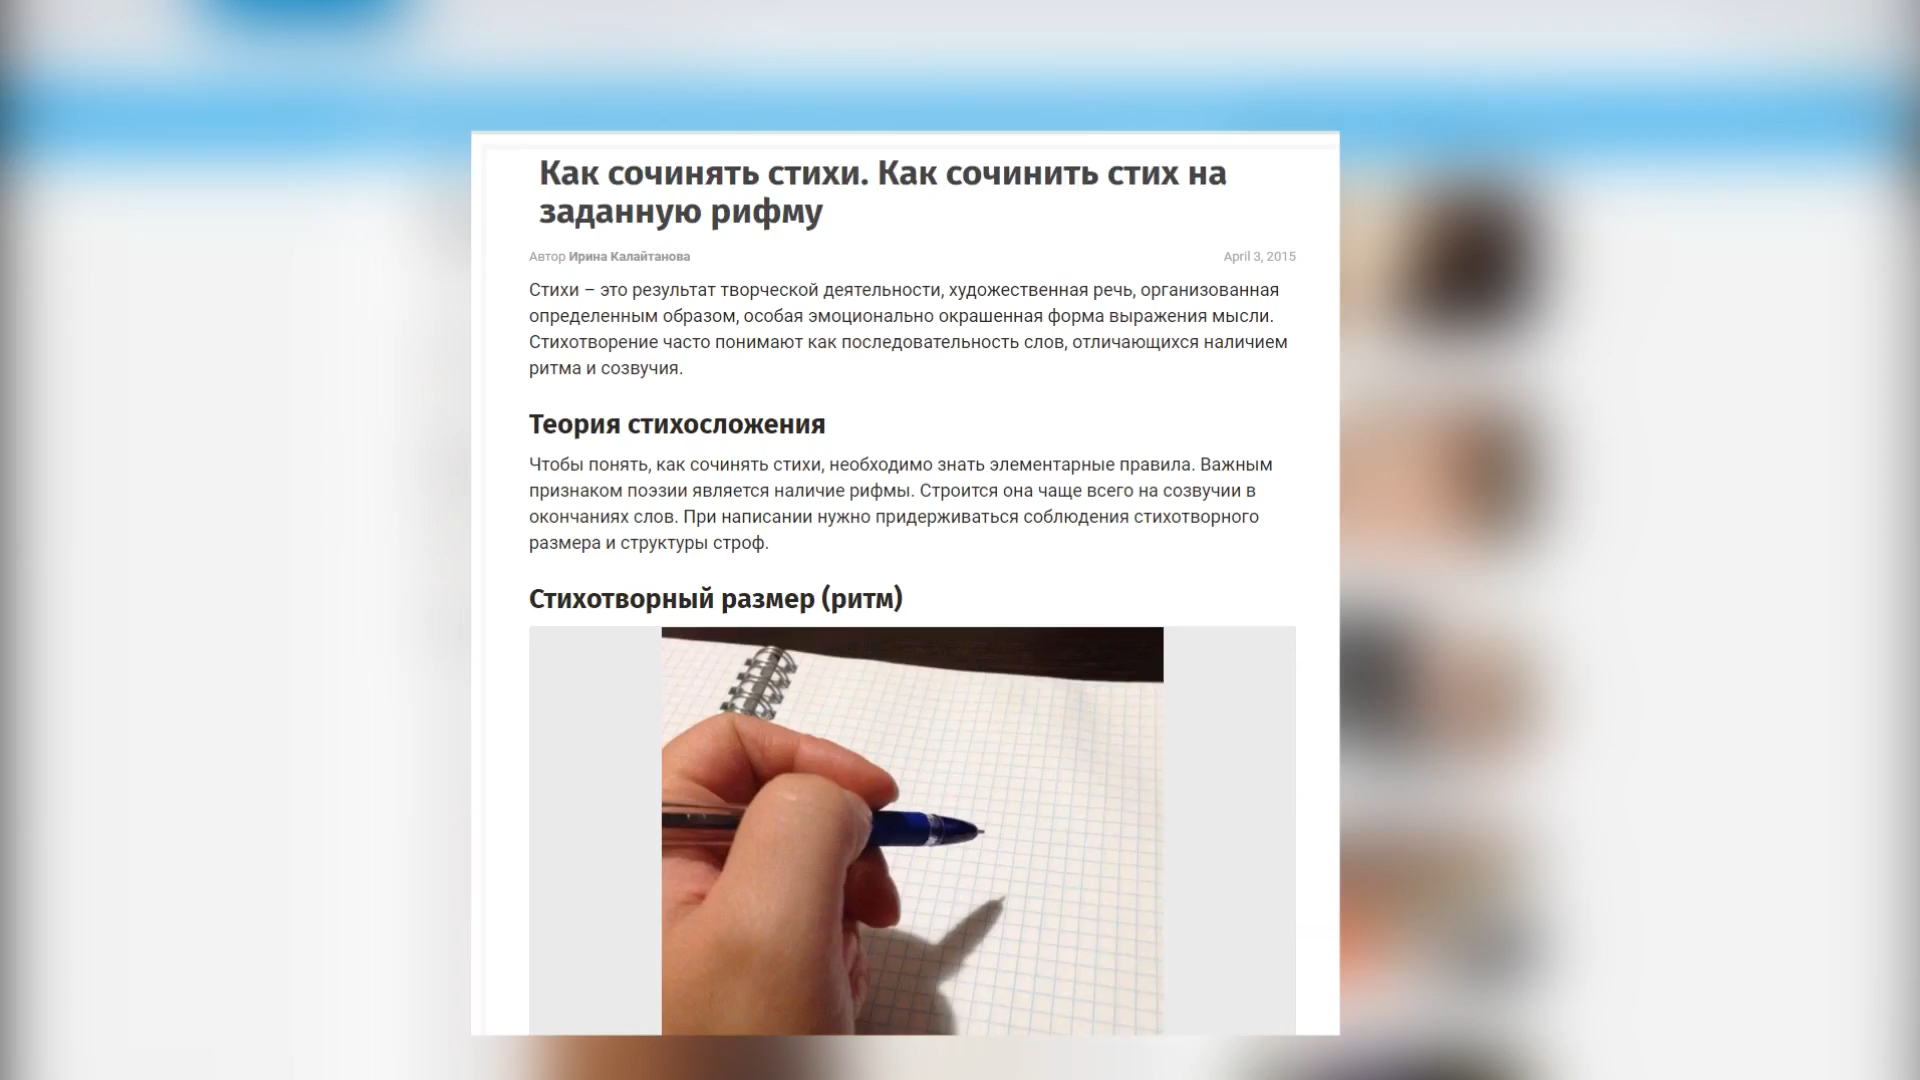 Как сочинять стихи. Как сочинить стих на
заданную рифму
Автор Ирина Калайтанова
April 3, 2015
Стихи – это результат творческой деятельности, художественная речь, организованная
определенным образом, особая эмоционально окрашенная форма выражения мысли.
Стихотворение часто понимают как последовательность слов, отличающихся наличием
ритма и созвучия.
Теория стихосложения
Чтобы понять, как сочинять стихи, необходимо знать элементарные правила. Важным
признаком поэзии является наличие рифмы. Строится она чаще всего на созвучии в
окончаниях слов. При написании нужно придерживаться соблюдения стихотворного
размера и структуры строф.
Стихотворный размер (ритм)